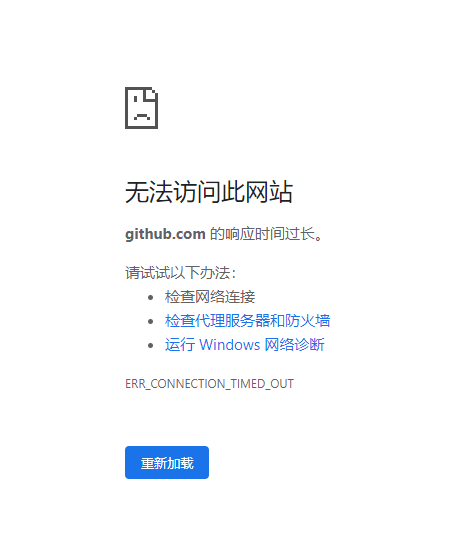 无法访问此网站
github.com 的响应时间过长。
请试试以下办法：
检查网络连接
检查代理服务器和防火墙
运行 Windows 网络诊断
ERR_CONNECTION_TIMED_OUT
重新加载